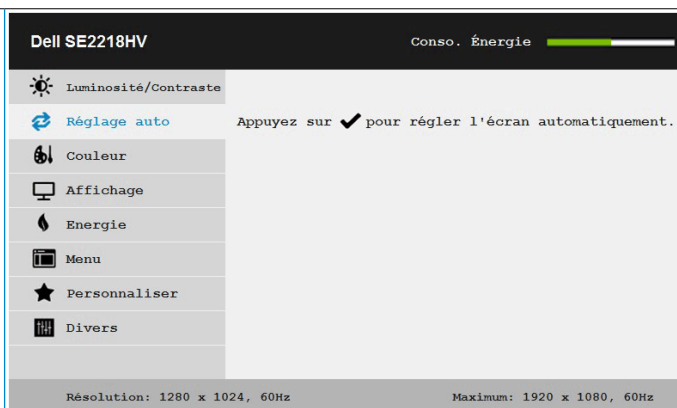 Dell SE2218HV
Conso. Énergie
Luminosité/Contraste
Réglage auto
Appuyez sur ✔ pour régler l'écran automatiquement.
Couleur
Affichage
Energie
Menu
Personnaliser
Divers
Résolution: 1280 x 1024, 60Hz
Maximum: 1920 x 1080, 60Hz